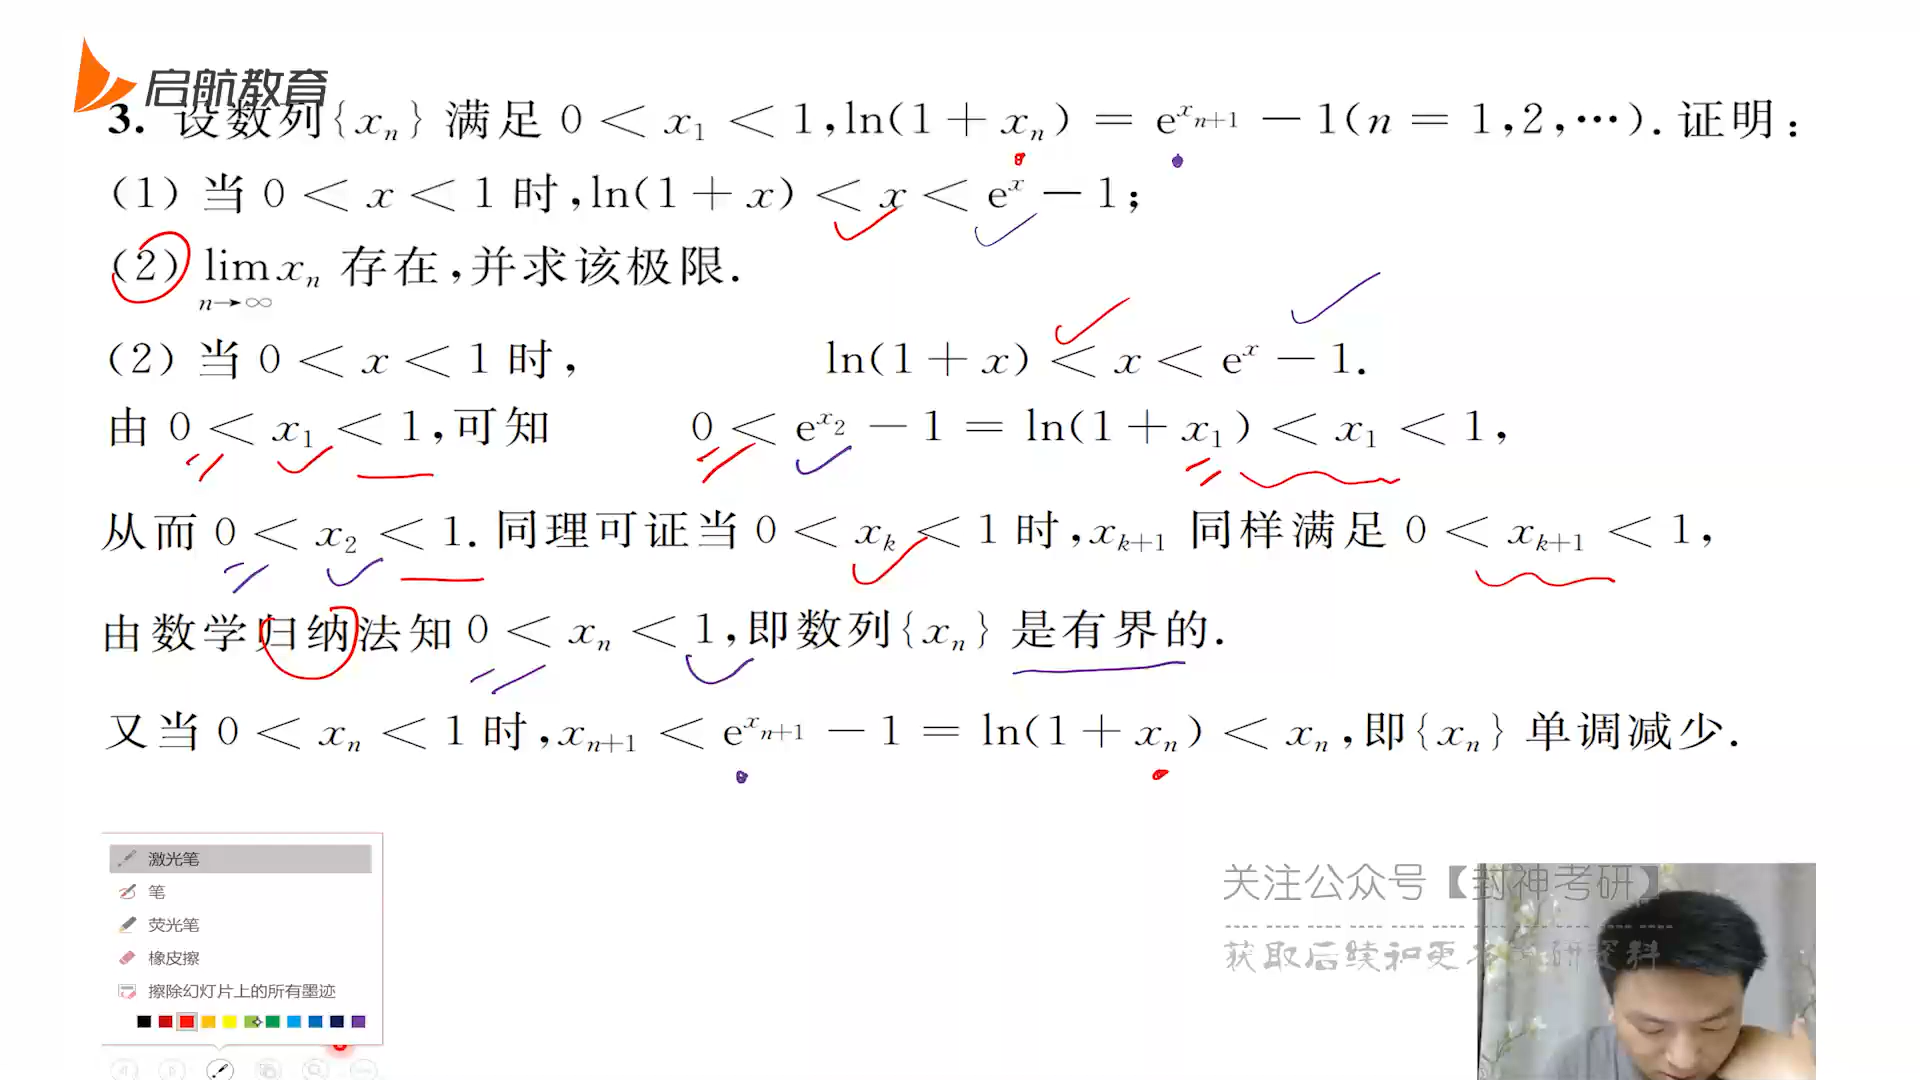 启航教育
3. 设数列{xₙ}满足 0 < x₁ < 1,ln(1 + xₙ) = e^{xₙ₊₁} − 1(n = 1,2,…).证明:
(1) 当 0 < x < 1 时,ln(1 + x) < x < eˣ − 1;
(2) lim_{n→∞} xₙ 存在,并求该极限.
(2) 当 0 < x < 1 时, ln(1 + x) < x < eˣ − 1.
由 0 < x₁ < 1,可知 0 < e^{x₂} − 1 = ln(1 + x₁) < x₁ < 1,
从而 0 < x₂ < 1. 同理可证当 0 < xₖ < 1 时,xₖ₊₁ 同样满足 0 < xₖ₊₁ < 1,
由数学归纳法知 0 < xₙ < 1,即数列{xₙ} 是有界的.
又当 0 < xₙ < 1 时,xₙ₊₁ < e^{xₙ₊₁} − 1 = ln(1 + xₙ) < xₙ,即{xₙ} 单调减少.
激光笔
笔
荧光笔
橡皮擦
擦除幻灯片上的所有墨迹
关注公众号【封神考研】
获取后续和更多考研资料